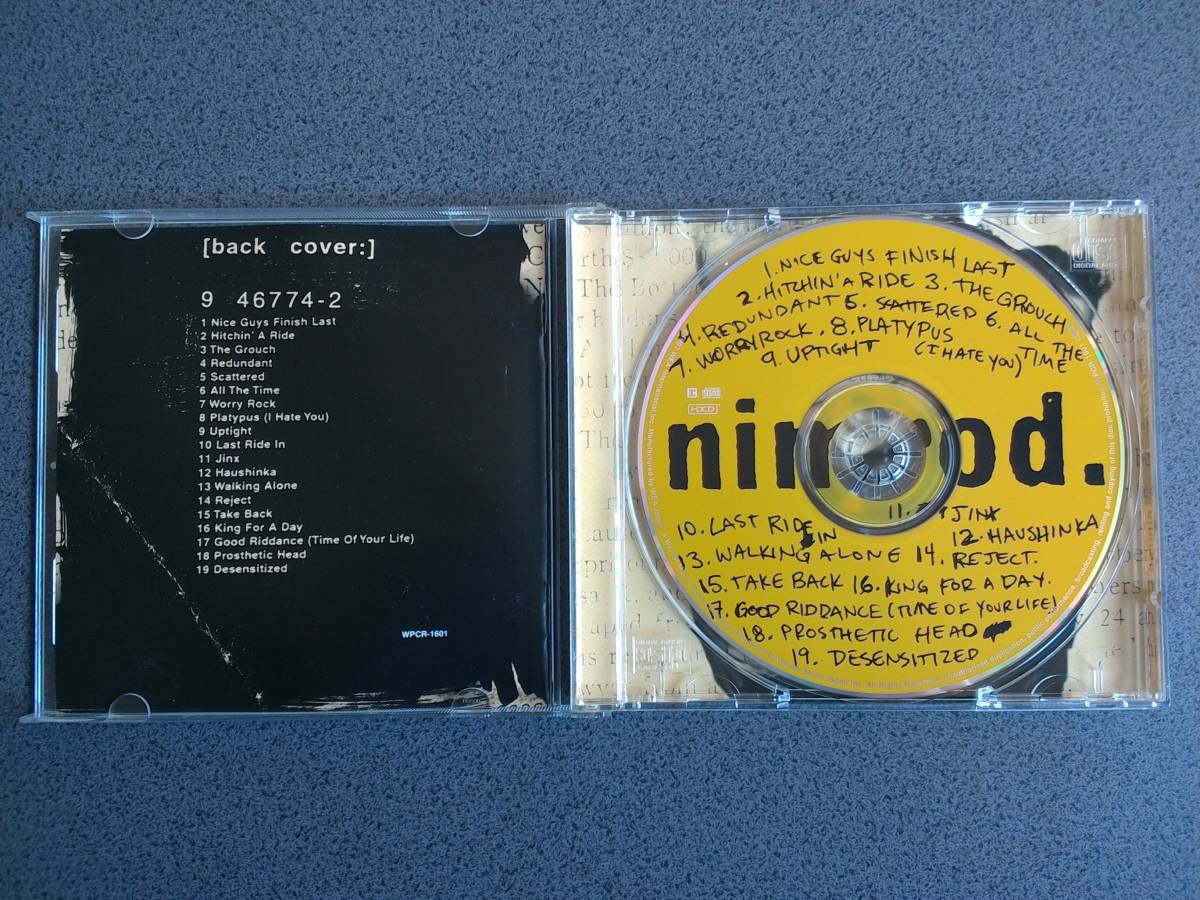 [back cover:]
9 46774-2
1 Nice Guys Finish Last
2 Hitchin' A Ride
3 The Grouch
4 Redundant
5 Scattered
6 All The Time
7 Worry Rock
8 Platypus (I Hate You)
9 Uptight
10 Last Ride In
11 Jinx
12 Haushinka
13 Walking Alone
14 Reject
15 Take Back
16 King For A Day
17 Good Riddance (Time Of Your Life)
18 Prosthetic Head
19 Desensitized
WPCR-1601
1. NICE GUYS FINISH LAST
2. HITCHIN' A RIDE 3. THE GROUCH
4. REDUNDANT 5. SCATTERED 6. ALL THE TIME
7. WORRY ROCK. 8. PLATYPUS (I HATE YOU)
9. UPTIGHT
HDCD
nimrod.
10. LAST RIDE IN
11. JINX
12. HAUSHINKA
13. WALKING ALONE 14. REJECT.
15. TAKE BACK 16. KING FOR A DAY.
17. GOOD RIDDANCE (TIME OF YOUR LIFE)
18. PROSTHETIC HEAD
19. DESENSITIZED